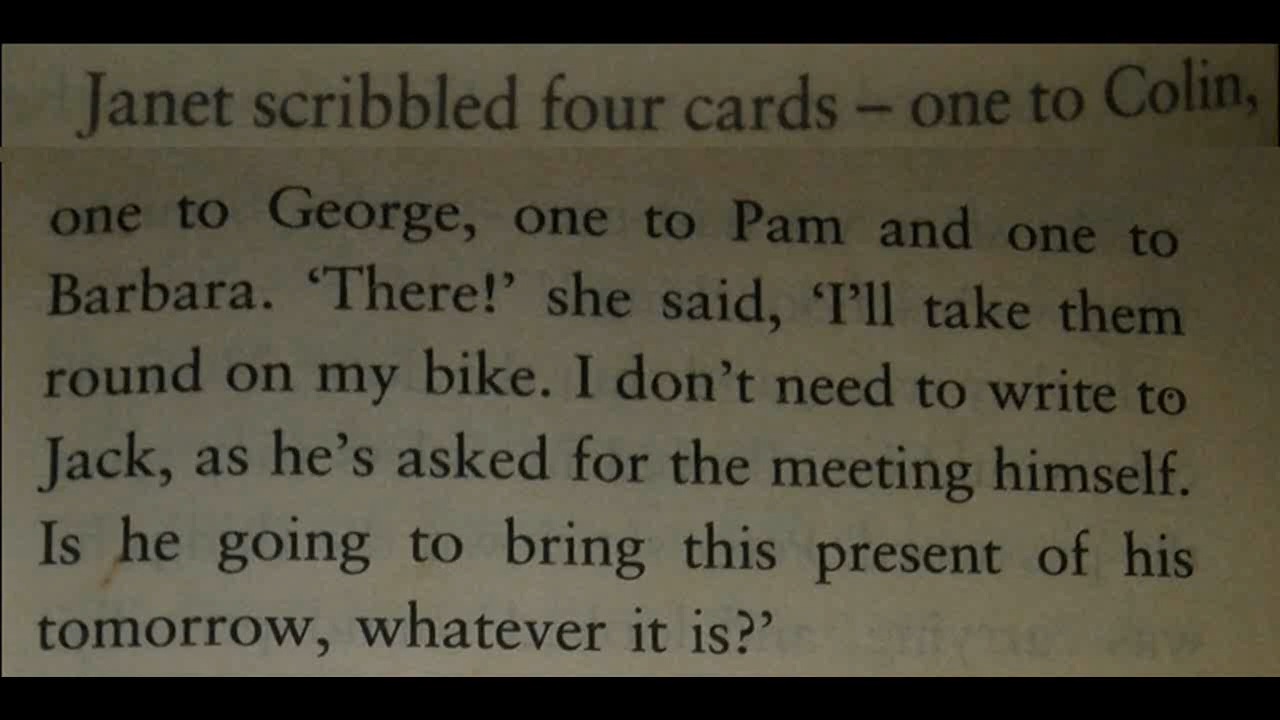 Janet scribbled four cards – one to Colin,
one to George, one to Pam and one to
Barbara. ‘There!’ she said, ‘I’ll take them
round on my bike. I don’t need to write to
Jack, as he’s asked for the meeting himself.
Is he going to bring this present of his
tomorrow, whatever it is?’